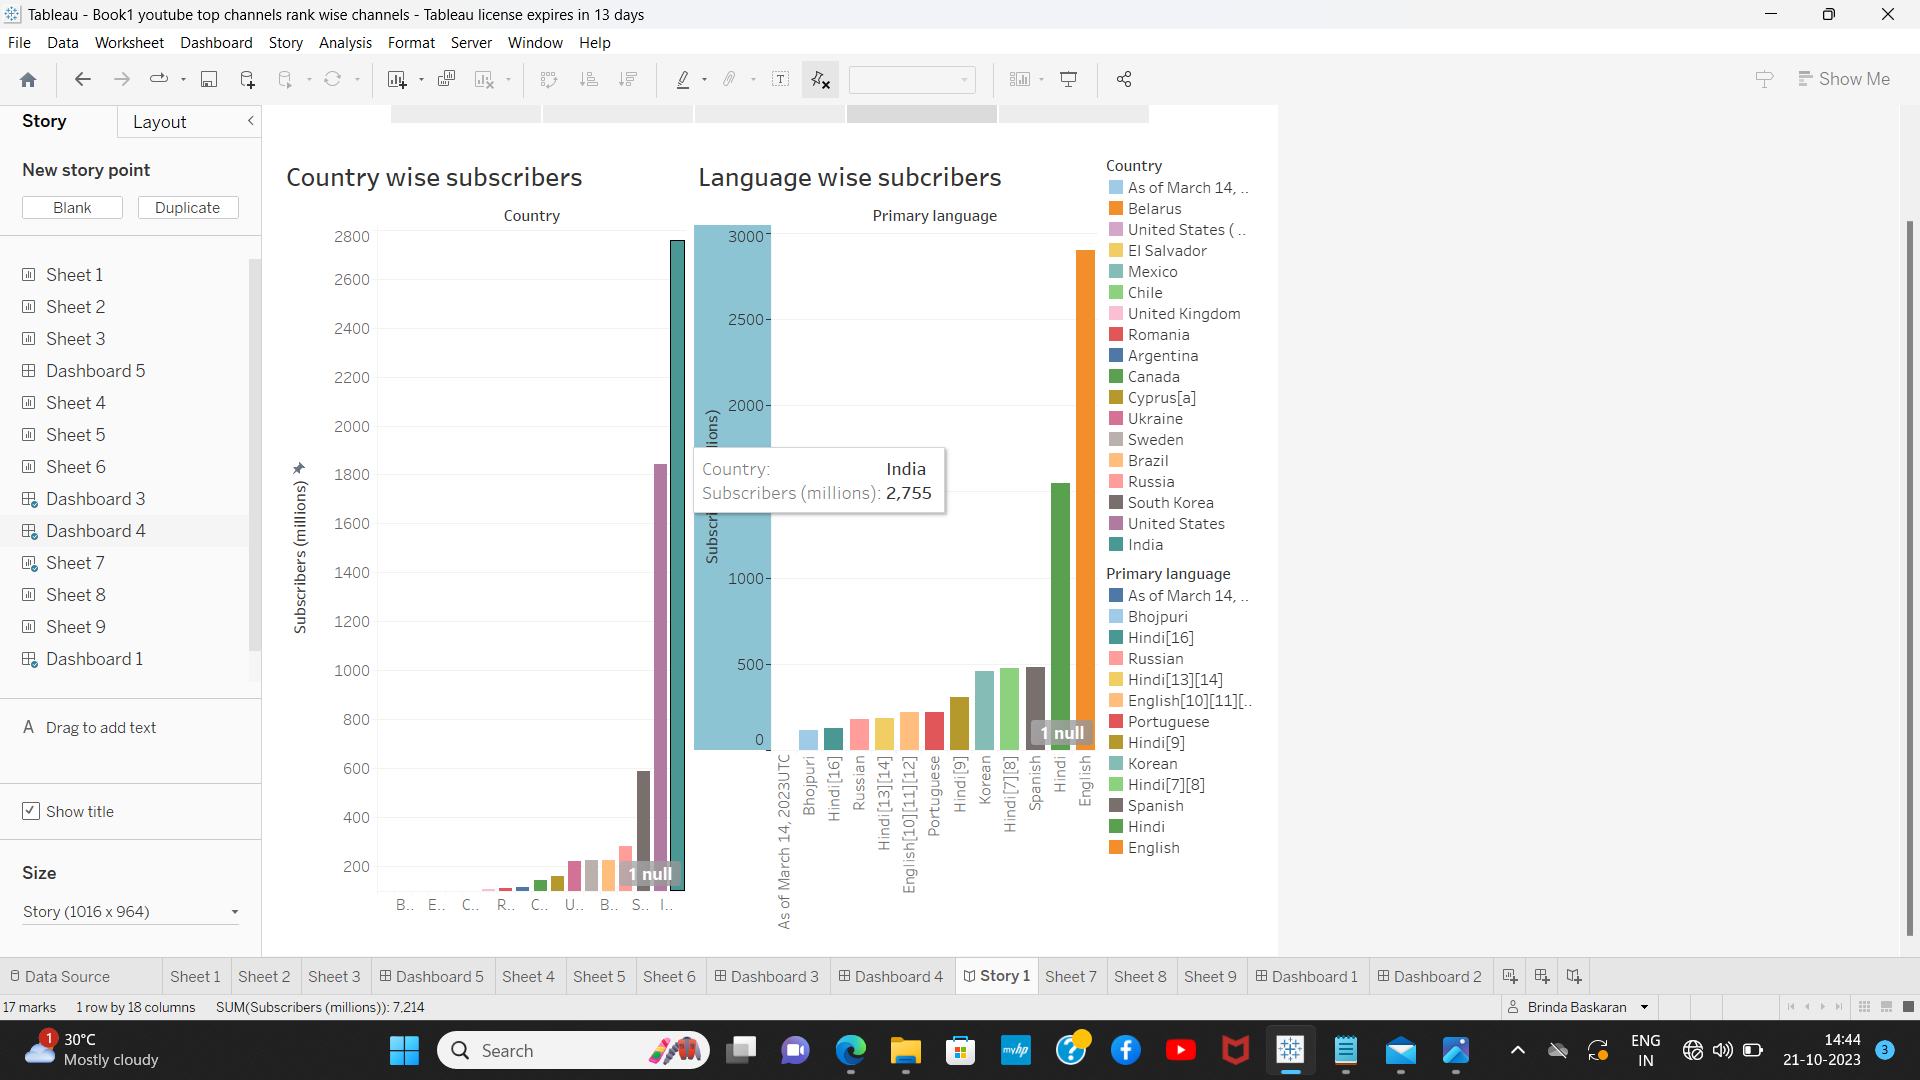 Tableau - Book1 youtube top channels rank wise channels - Tableau license expires in 13 days
File Data Worksheet Dashboard Story Analysis Format Server Window Help
Show Me
Story Layout
New story point
Blank Duplicate
Sheet 1
Sheet 2
Sheet 3
Dashboard 5
Sheet 4
Sheet 5
Sheet 6
Dashboard 3
Dashboard 4
Sheet 7
Sheet 8
Sheet 9
Dashboard 1
A Drag to add text
Show title
Size
Story (1016 x 964)
Country wise subscribers
Country
2800
2600
2400
2200
2000
1800
1600
1400
1200
1000
800
600
400
200
Subscribers (millions)
1 null
B.. E.. C.. R.. C.. U.. B.. S.. I..
Language wise subcribers
Primary language
3000
2500
2000
1000
500
0
Country: India
Subscribers (millions): 2,755
1 null
As of March 14, 2023UTC
Bhojpuri
Hindi[16]
Russian
Hindi[13][14]
English[10][11][12]
Portuguese
Hindi[9]
Korean
Hindi[7][8]
Spanish
Hindi
English
Country
As of March 14, ..
Belarus
United States ( ..
El Salvador
Mexico
Chile
United Kingdom
Romania
Argentina
Canada
Cyprus[a]
Ukraine
Sweden
Brazil
Russia
South Korea
United States
India
Primary language
As of March 14, ..
Bhojpuri
Hindi[16]
Russian
Hindi[13][14]
English[10][11][..
Portuguese
Hindi[9]
Korean
Hindi[7][8]
Spanish
Hindi
English
Data Source Sheet 1 Sheet 2 Sheet 3 Dashboard 5 Sheet 4 Sheet 5 Sheet 6 Dashboard 3 Dashboard 4 Story 1 Sheet 7 Sheet 8 Sheet 9 Dashboard 1 Dashboard 2
17 marks 1 row by 18 columns SUM(Subscribers (millions)): 7,214 Brinda Baskaran
1 30°C
Mostly cloudy
Search
myhp
ENG
IN
14:44
21-10-2023
3